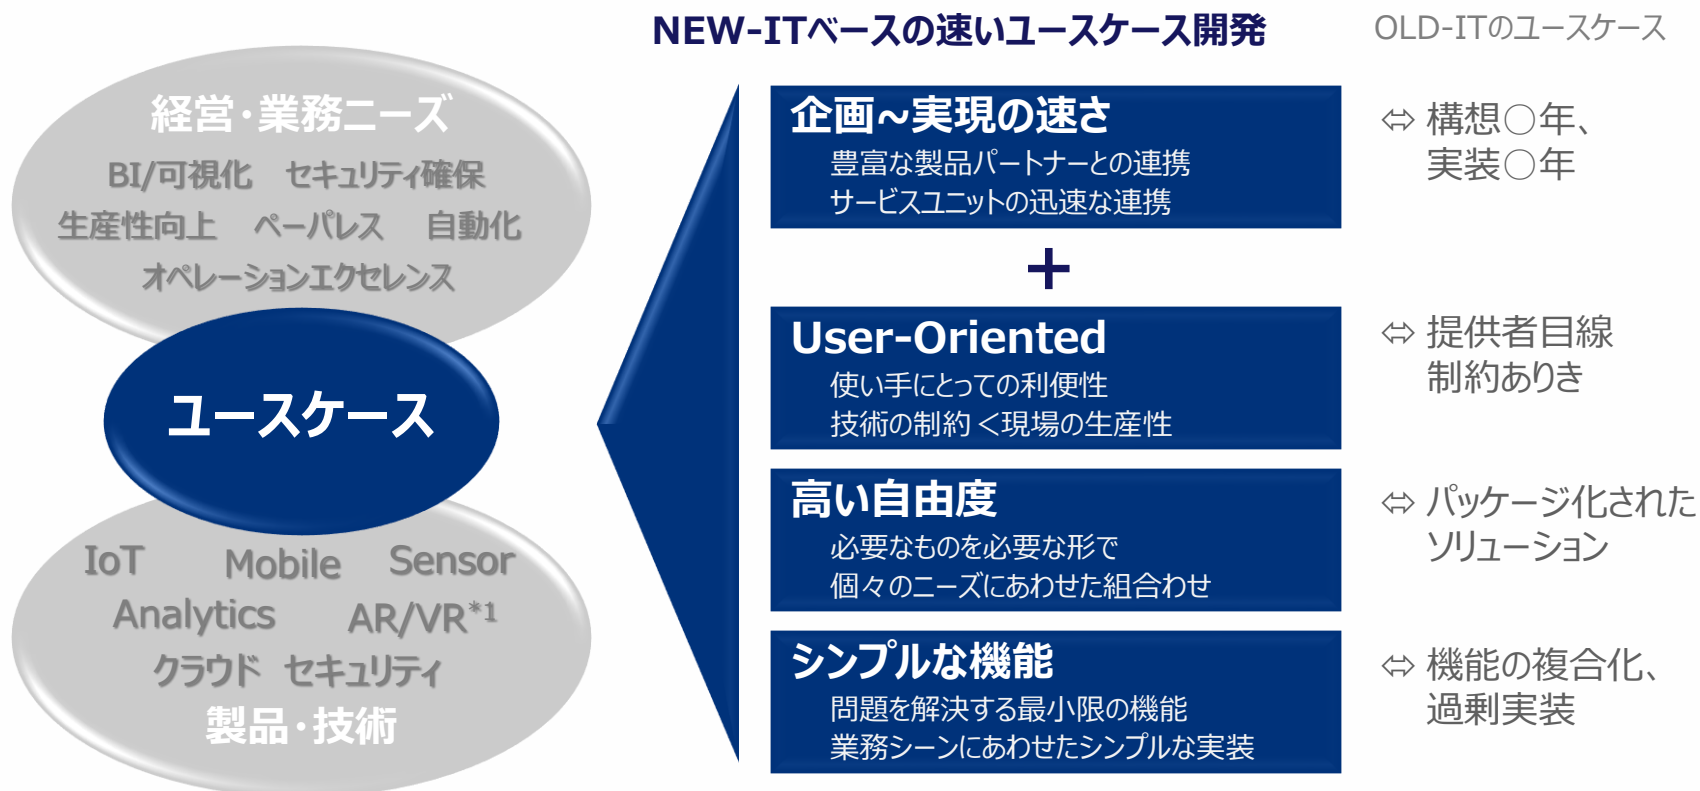 NEW-ITベースの速いユースケース開発
OLD-ITのユースケース
経営・業務ニーズ
BI/可視化 セキュリティ確保
生産性向上 ペーパレス 自動化
オペレーションエクセレンス
ユースケース
IoT Mobile Sensor
Analytics AR/VR*1
クラウド セキュリティ
製品・技術
企画~実現の速さ
豊富な製品パートナーとの連携
サービスユニットの迅速な連携
⇔ 構想○年、
実装○年
+
User-Oriented
使い手にとっての利便性
技術の制約<現場の生産性
⇔ 提供者目線
制約ありき
高い自由度
必要なものを必要な形で
個々のニーズにあわせた組合わせ
⇔ パッケージ化された
ソリューション
シンプルな機能
問題を解決する最小限の機能
業務シーンにあわせたシンプルな実装
⇔ 機能の複合化、
過剰実装